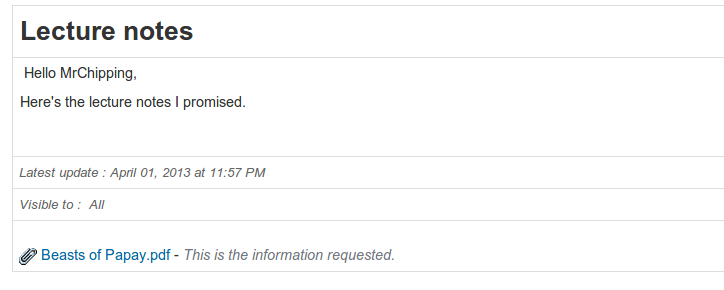 Lecture notes
Hello MrChipping,
Here's the lecture notes I promised.
Latest update : April 01, 2013 at 11:57 PM
Visible to : All
Beasts of Papay.pdf - This is the information requested.